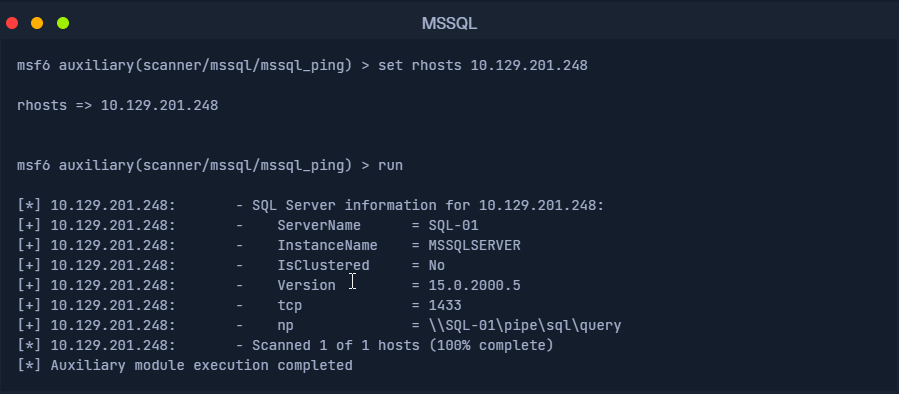 MSSQL
msf6 auxiliary(scanner/mssql/mssql_ping) > set rhosts 10.129.201.248
rhosts => 10.129.201.248
msf6 auxiliary(scanner/mssql/mssql_ping) > run
[*] 10.129.201.248:       - SQL Server information for 10.129.201.248:
[+] 10.129.201.248:       -    ServerName      = SQL-01
[+] 10.129.201.248:       -    InstanceName    = MSSQLSERVER
[+] 10.129.201.248:       -    IsClustered     = No
[+] 10.129.201.248:       -    Version         = 15.0.2000.5
[+] 10.129.201.248:       -    tcp             = 1433
[+] 10.129.201.248:       -    np              = \\SQL-01\pipe\sql\query
[*] 10.129.201.248:       - Scanned 1 of 1 hosts (100% complete)
[*] Auxiliary module execution completed